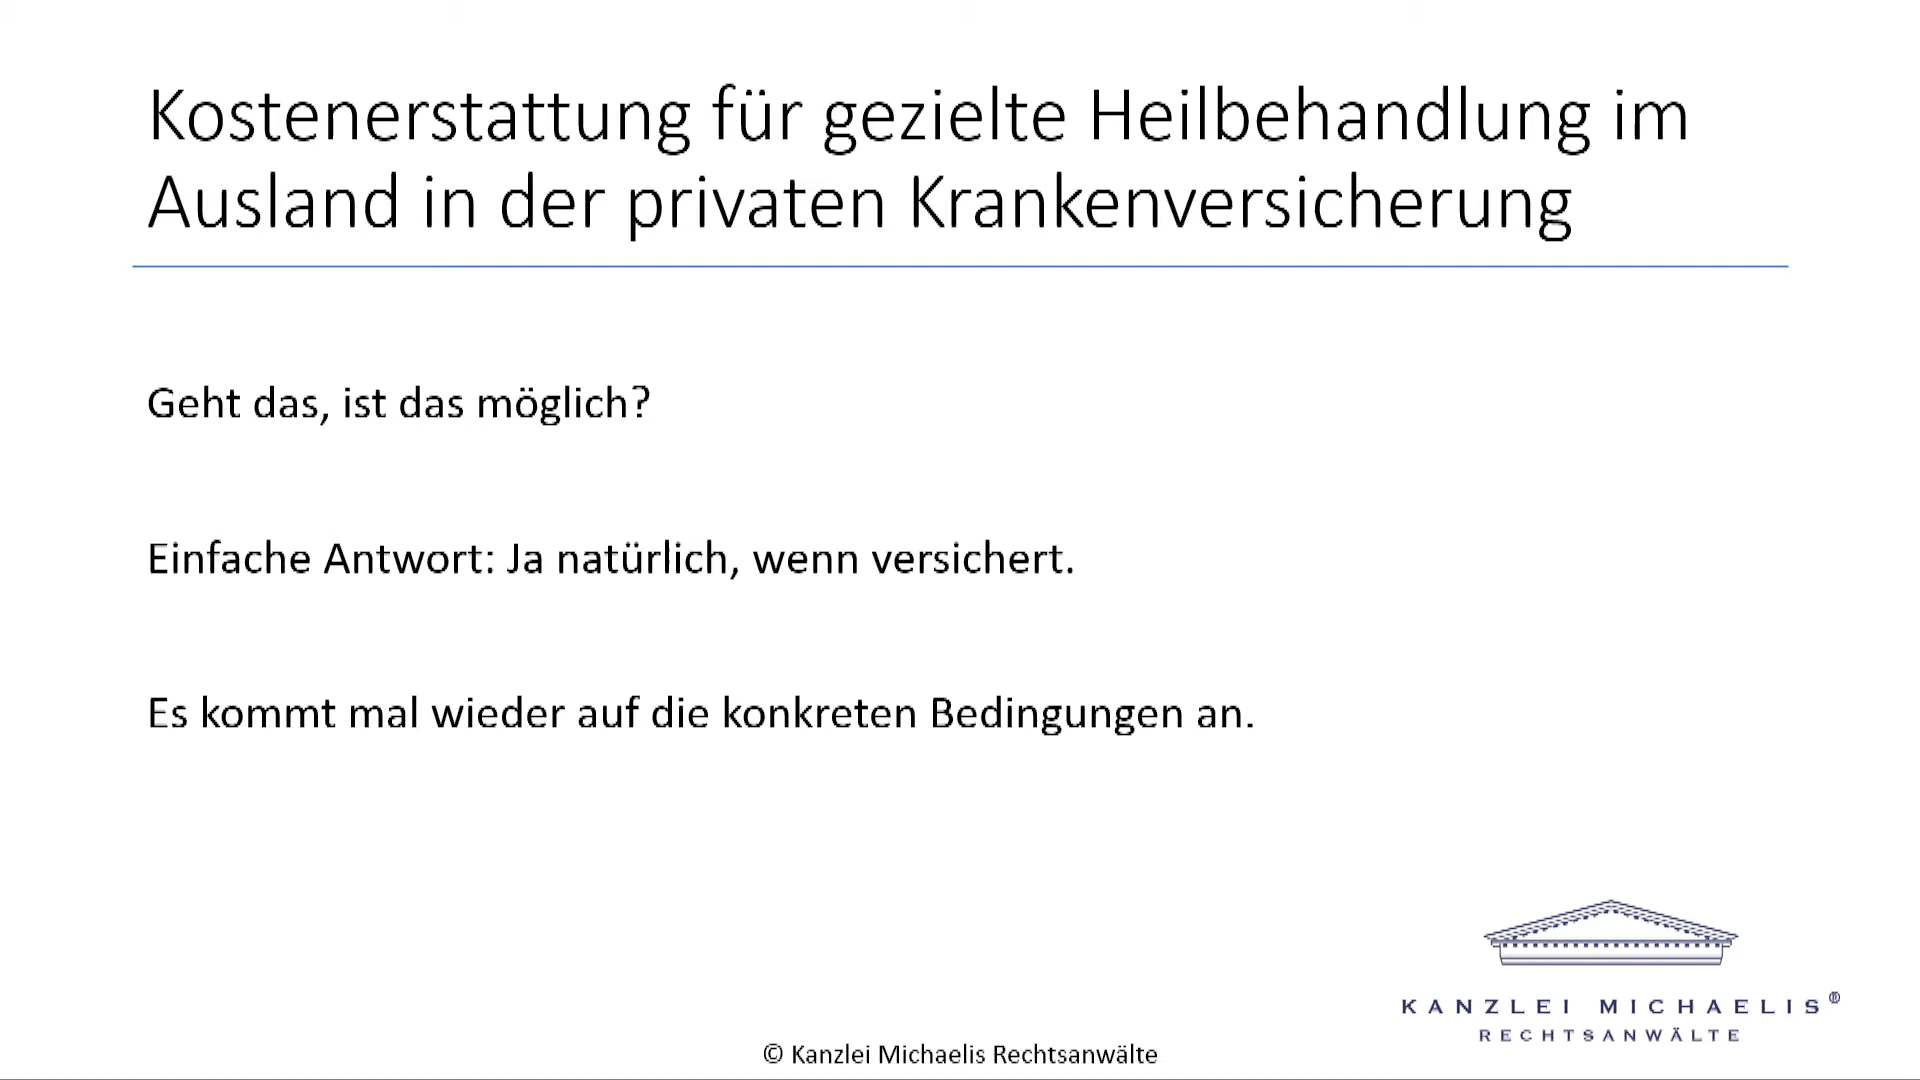 Kostenerstattung für gezielte Heilbehandlung im
Ausland in der privaten Krankenversicherung
Geht das, ist das möglich?
Einfache Antwort: Ja natürlich, wenn versichert.
Es kommt mal wieder auf die konkreten Bedingungen an.
KANZLEI MICHAELIS®
RECHTSANWÄLTE
© Kanzlei Michaelis Rechtsanwälte